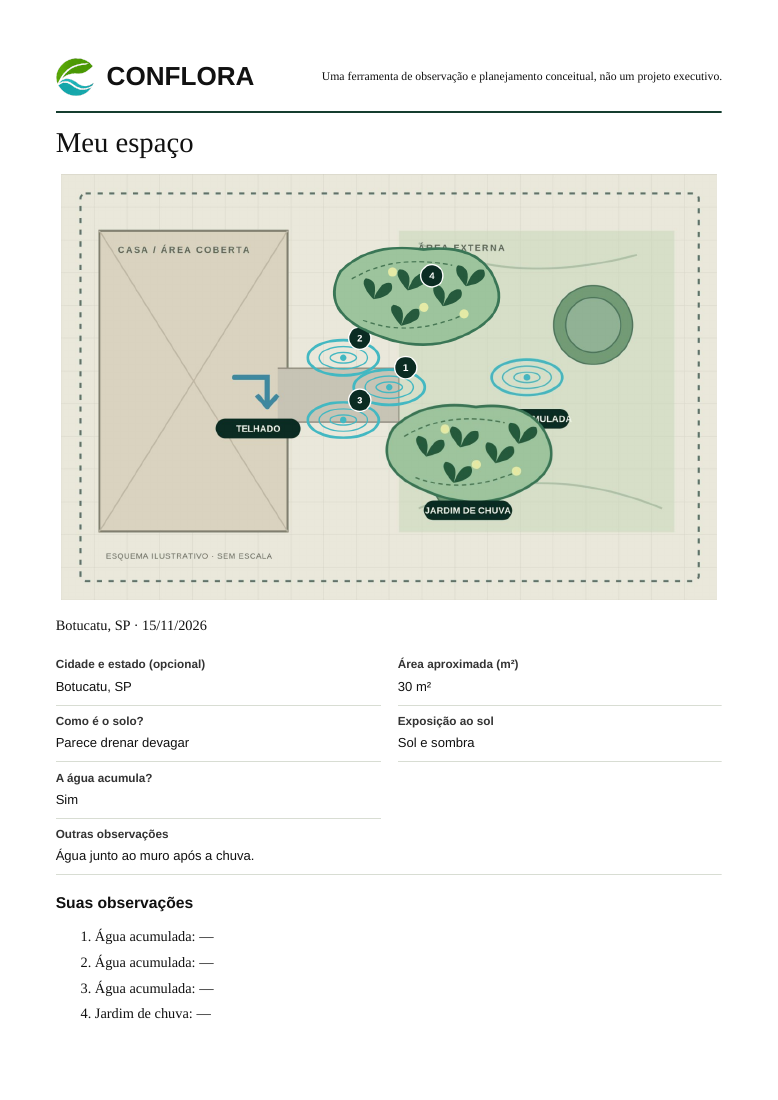 CONFLORA
Uma ferramenta de observação e planejamento conceitual, não um projeto executivo.
Meu espaço
CASA / ÁREA COBERTA
ÁREA EXTERNA
4
2
1
3
TELHADO
MULADA
JARDIM DE CHUVA
ESQUEMA ILUSTRATIVO · SEM ESCALA
Botucatu, SP · 15/11/2026
Cidade e estado (opcional)
Botucatu, SP
Área aproximada (m²)
30 m²
Como é o solo?
Parece drenar devagar
Exposição ao sol
Sol e sombra
A água acumula?
Sim
Outras observações
Água junto ao muro após a chuva.
Suas observações
1. Água acumulada: —
2. Água acumulada: —
3. Água acumulada: —
4. Jardim de chuva: —